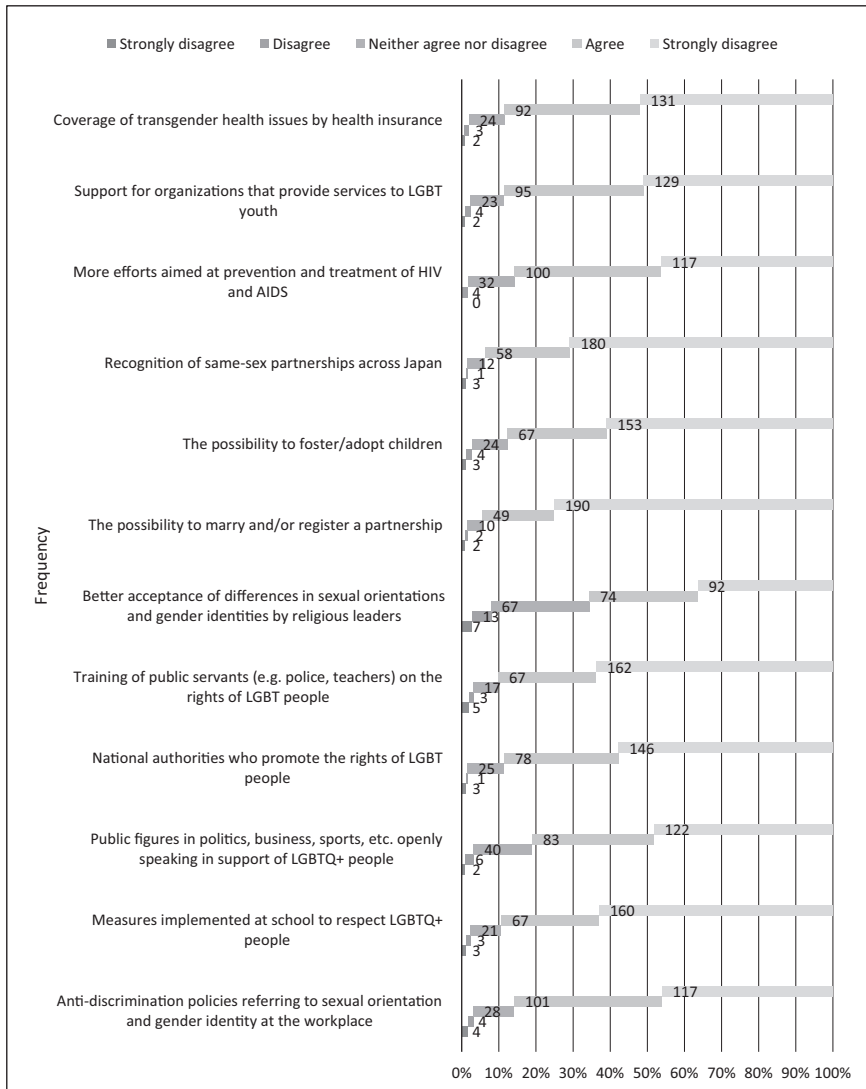 Strongly disagree Disagree Neither agree nor disagree Agree Strongly disagree
Coverage of transgender health issues by health insurance
131
92
24
3
2
Support for organizations that provide services to LGBT
youth
129
95
23
4
2
More efforts aimed at prevention and treatment of HIV
and AIDS
117
100
32
4
0
Recognition of same-sex partnerships across Japan
180
58
12
1
3
The possibility to foster/adopt children
153
67
24
4
3
The possibility to marry and/or register a partnership
190
49
10
2
2
Better acceptance of differences in sexual orientations
and gender identities by religious leaders
92
74
67
13
7
Training of public servants (e.g. police, teachers) on the
rights of LGBT people
162
67
17
3
5
National authorities who promote the rights of LGBT
people
146
78
25
1
3
Public figures in politics, business, sports, etc. openly
speaking in support of LGBTQ+ people
122
83
40
6
2
Measures implemented at school to respect LGBTQ+
people
160
67
21
3
3
Anti-discrimination policies referring to sexual orientation
and gender identity at the workplace
117
101
28
4
4
Frequency
0% 10% 20% 30% 40% 50% 60% 70% 80% 90% 100%